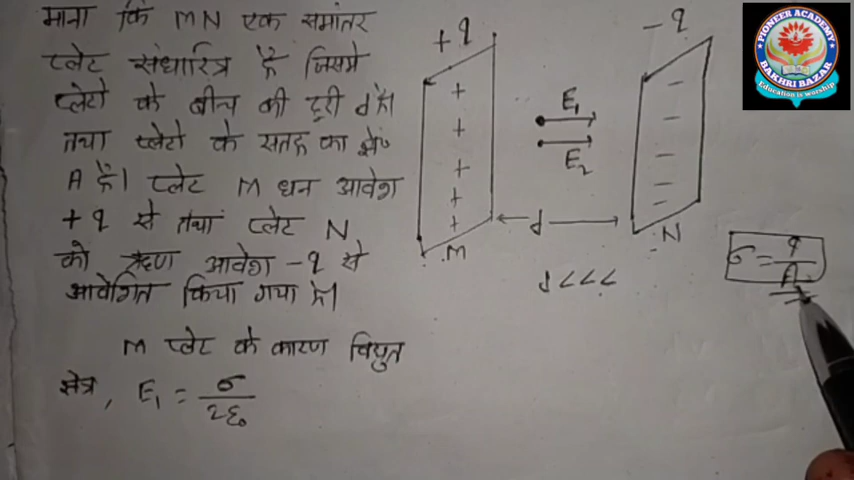 माना कि MN एक समांतर
प्लेट संधारित्र है जिसमे
प्लेटो के बीच की दूरी d है।
तथा प्लेटो के सतह का क्षे०
A है। प्लेट M धन आवेश
+q से तथा प्लेट N
को ऋण आवेश -q से
आवेशित किया गया है।
M प्लेट के कारण विद्युत
क्षेत्र, E₁ = σ/2ε₀
+q
-q
E₁
E₂
d
M
N
d<<<
σ = q/A
PIONEER ACADEMY
BAKHRI BAZAR
Education is worship